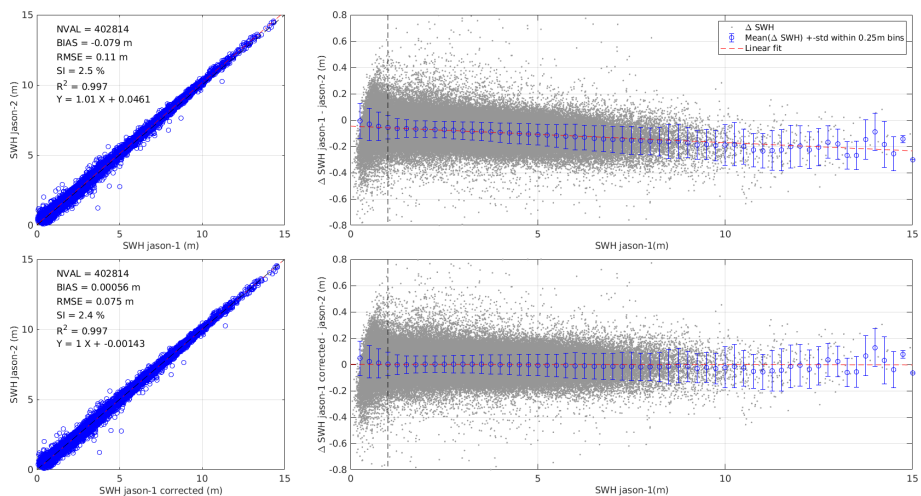 15
10
5
0
0
5
10
15
SWH jason-2 (m)
SWH jason-1 (m)
NVAL = 402814
BIAS = -0.079 m
RMSE = 0.11 m
SI = 2.5 %
R² = 0.997
Y = 1.01 X + 0.0461
0.8
0.6
0.4
0.2
0
-0.2
-0.4
-0.6
-0.8
0
5
10
15
Δ SWH jason-1 - jason-2 (m)
SWH jason-1(m)
Δ SWH
Mean(Δ SWH) +-std within 0.25m bins
Linear fit
15
10
5
0
0
5
10
15
SWH jason-2 (m)
SWH jason-1 corrected (m)
NVAL = 402814
BIAS = 0.00056 m
RMSE = 0.075 m
SI = 2.4 %
R² = 0.997
Y = 1 X + -0.00143
0.8
0.6
0.4
0.2
0
-0.2
-0.4
-0.6
-0.8
0
5
10
15
Δ SWH jason-1 corrected - jason-2 (m)
SWH jason-1(m)